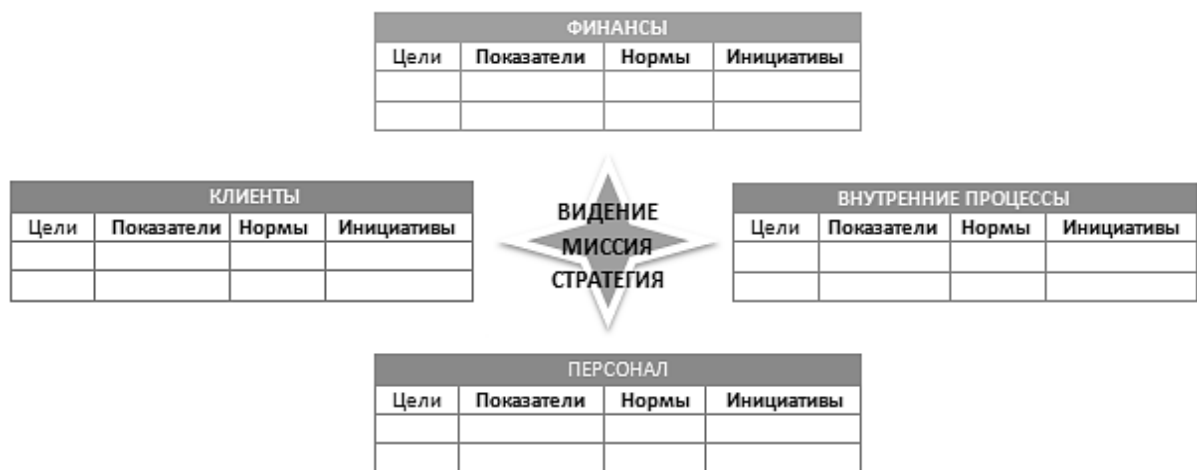 ФИНАНСЫ
Цели Показатели Нормы Инициативы
КЛИЕНТЫ
Цели Показатели Нормы Инициативы
ВИДЕНИЕ
МИССИЯ
СТРАТЕГИЯ
ВНУТРЕННИЕ ПРОЦЕССЫ
Цели Показатели Нормы Инициативы
ПЕРСОНАЛ
Цели Показатели Нормы Инициативы